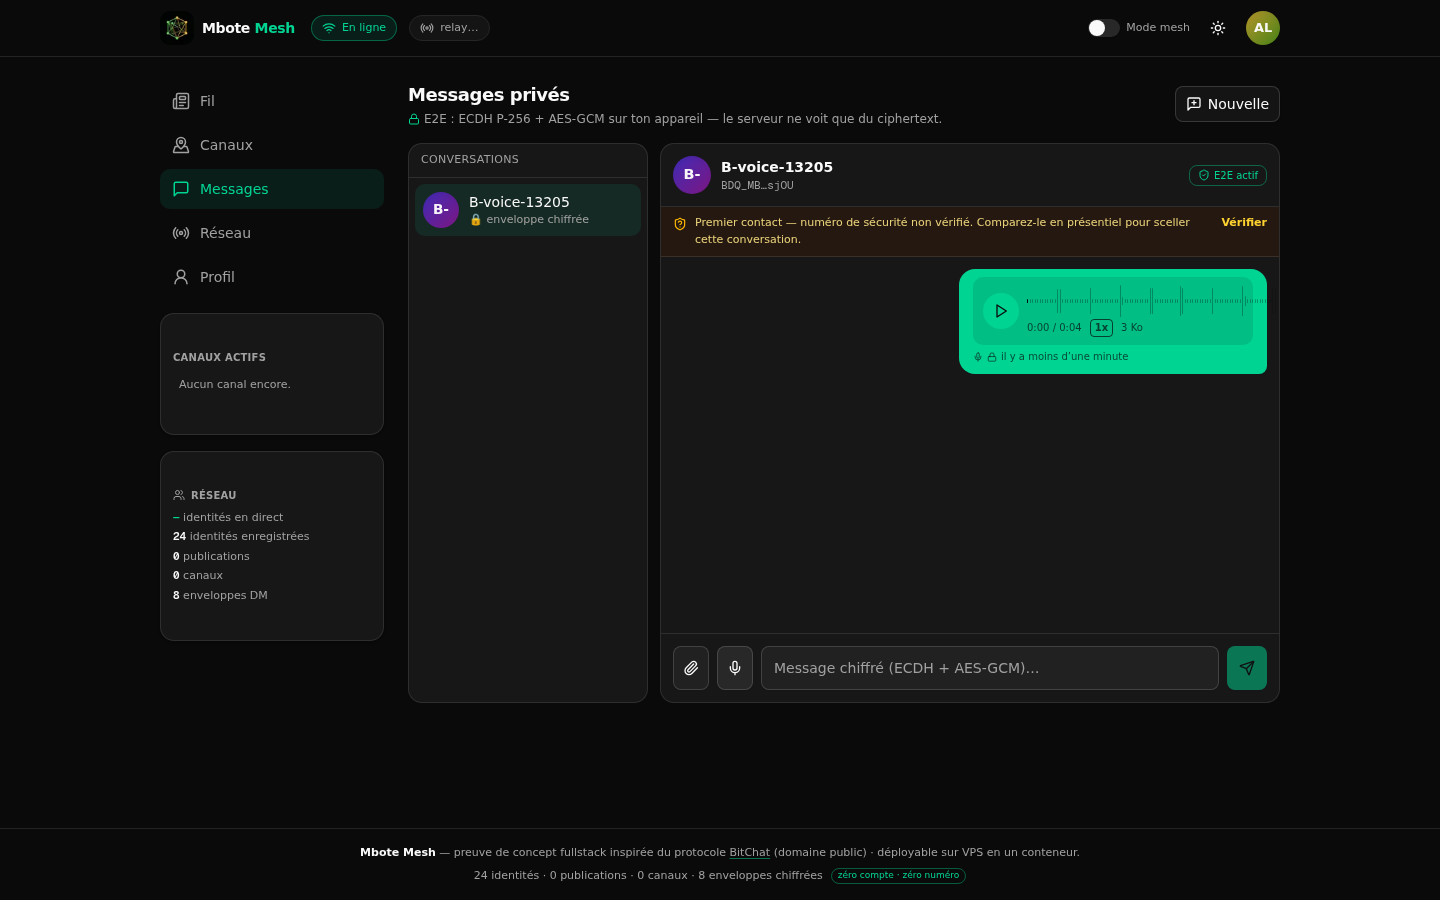 Mbote Mesh
En ligne
relay…
Mode mesh
AL
Fil
Canaux
Messages
Réseau
Profil
CANAUX ACTIFS
Aucun canal encore.
RÉSEAU
– identités en direct
24 identités enregistrées
0 publications
0 canaux
8 enveloppes DM
Messages privés
E2E : ECDH P-256 + AES-GCM sur ton appareil — le serveur ne voit que du ciphertext.
Nouvelle
CONVERSATIONS
B-
B-voice-13205
🔒 enveloppe chiffrée
B-
B-voice-13205
BDQ_MB…sjOU
E2E actif
Premier contact — numéro de sécurité non vérifié. Comparez-le en présentiel pour sceller
cette conversation.
Vérifier
0:00 / 0:04 1x 3 Ko
il y a moins d’une minute
Message chiffré (ECDH + AES-GCM)…
Mbote Mesh — preuve de concept fullstack inspirée du protocole BitChat (domaine public) · déployable sur VPS en un conteneur.
24 identités · 0 publications · 0 canaux · 8 enveloppes chiffrées zéro compte · zéro numéro